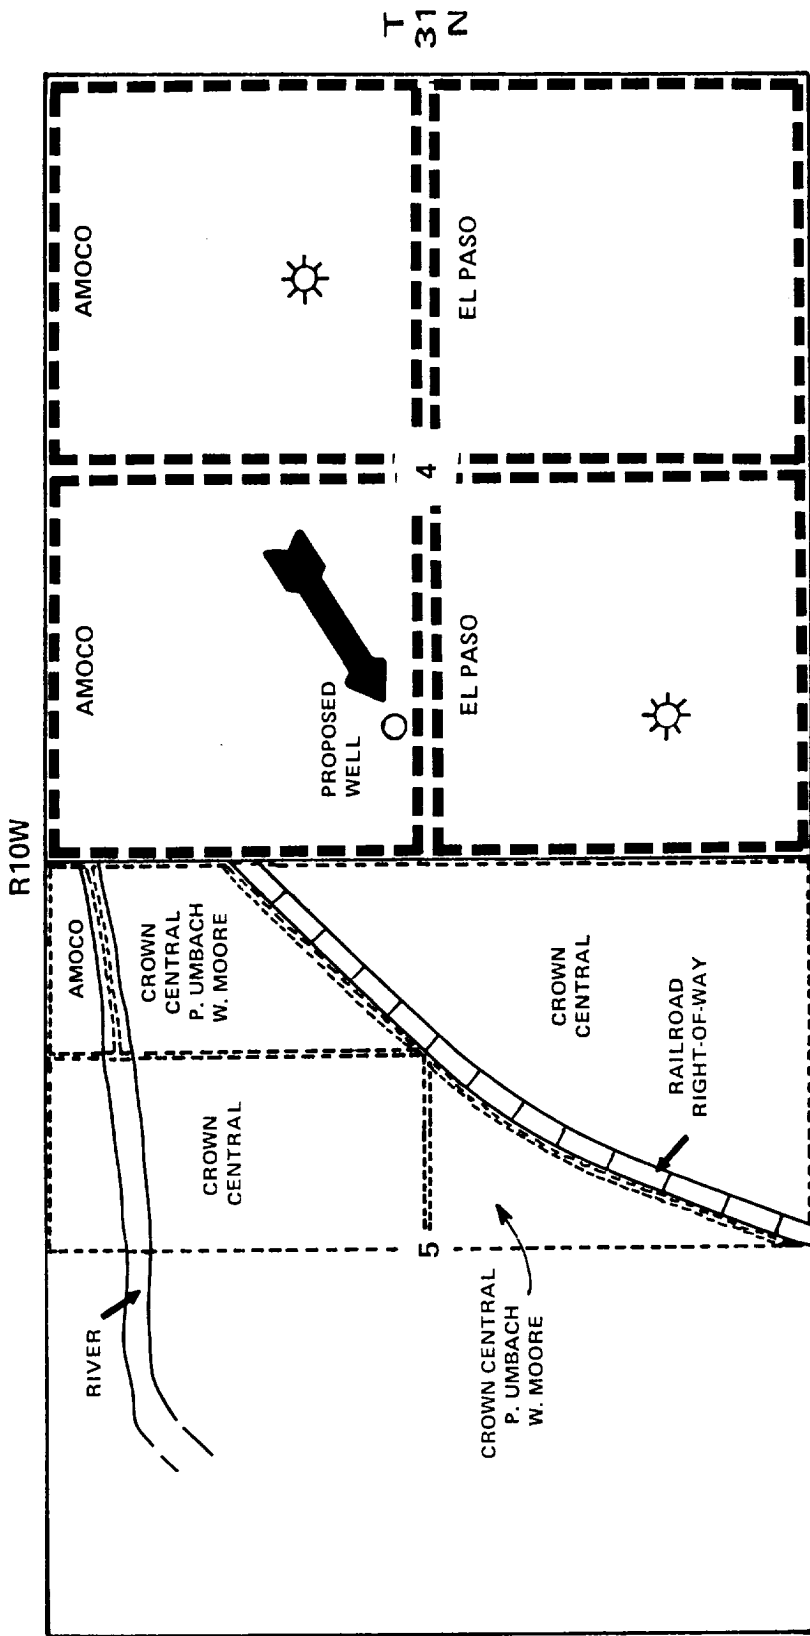 R10W
T
31
N
AMOCO
AMOCO
AMOCO
CROWN
CENTRAL
P. UMBACH
W. MOORE
CROWN
CENTRAL
RIVER
PROPOSED
WELL
5
4
EL PASO
EL PASO
CROWN
CENTRAL
RAILROAD
RIGHT-OF-WAY
CROWN CENTRAL
P. UMBACH
W. MOORE